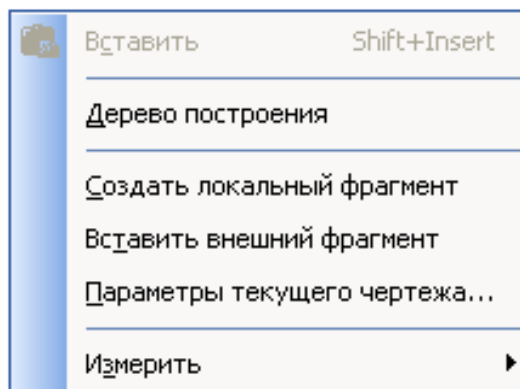 Вставить Shift+Insert
Дерево построения
Создать локальный фрагмент
Вставить внешний фрагмент
Параметры текущего чертежа...
Измерить